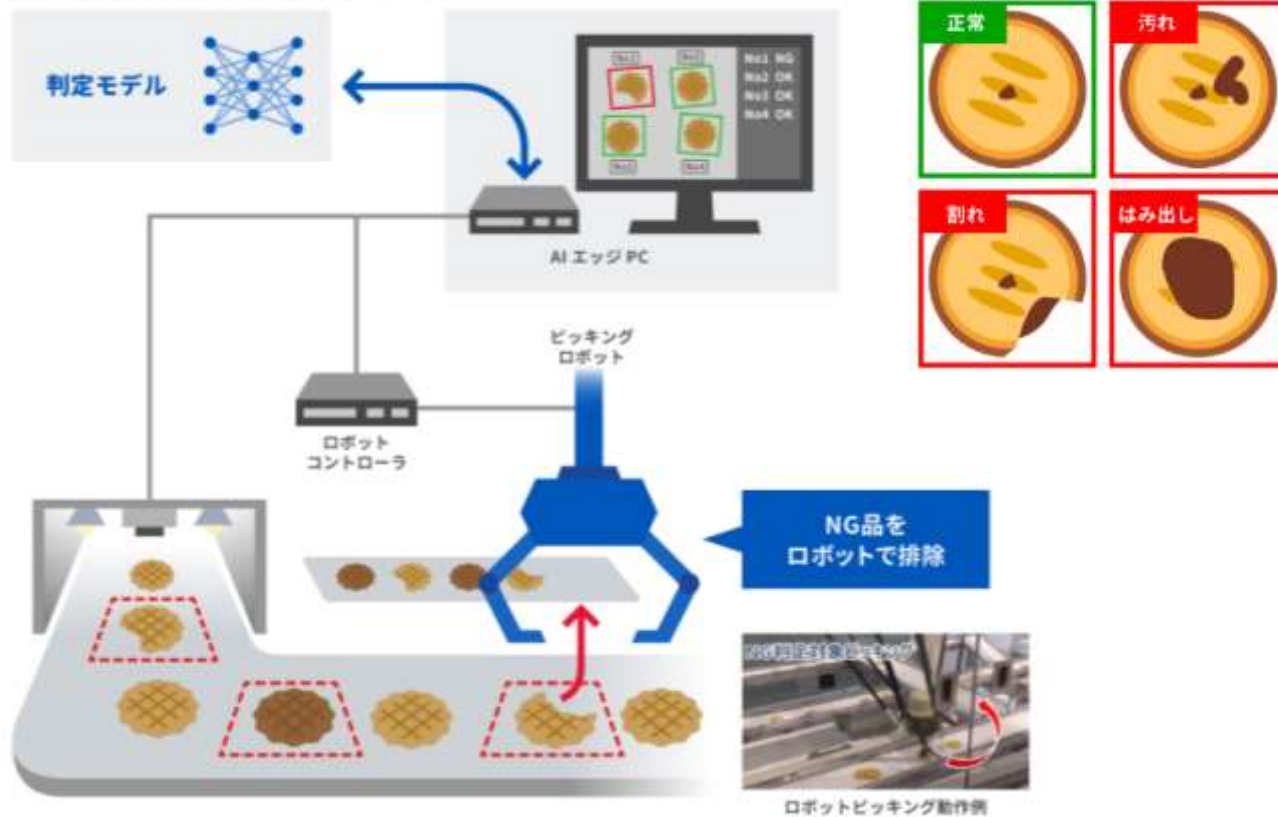 判定モデル
No1 NG
No2 OK
No3 OK
No4 OK
AI エッジ PC
正常
汚れ
割れ
はみ出し
ピッキング
ロボット
ロボット
コントローラ
NG品を
ロボットで排除
ロボットピッキング動作例